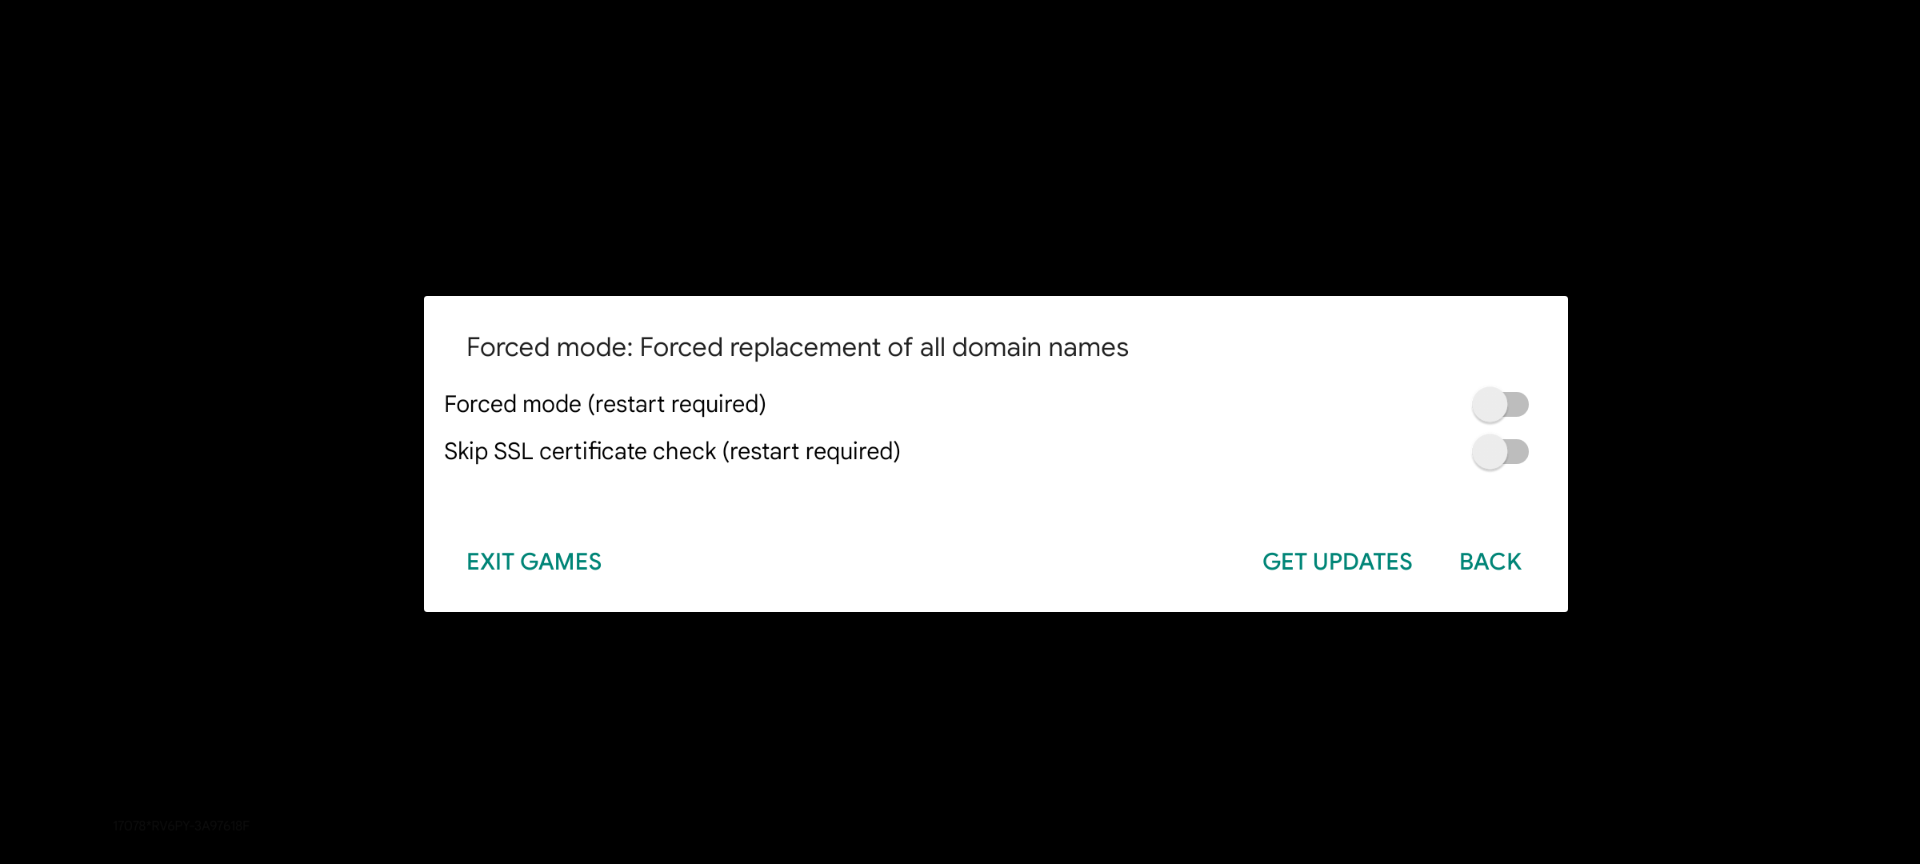 Forced mode: Forced replacement of all domain names
Forced mode (restart required)
Skip SSL certificate check (restart required)
EXIT GAMES
GET UPDATES
BACK